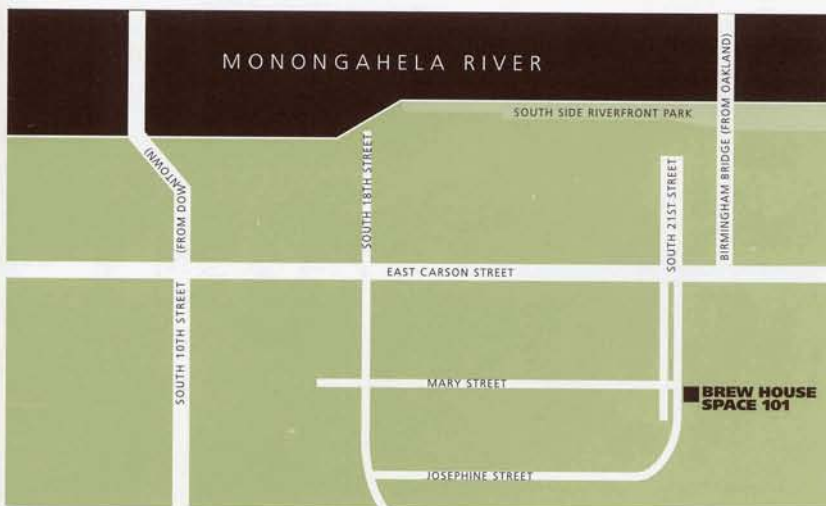 MONONGAHELA RIVER
SOUTH SIDE RIVERFRONT PARK
(FROM DOWNTOWN)
SOUTH 18TH STREET
SOUTH 21ST STREET
BIRMINGHAM BRIDGE (FROM OAKLAND)
EAST CARSON STREET
SOUTH 10TH STREET
MARY STREET
BREW HOUSE
SPACE 101
JOSEPHINE STREET